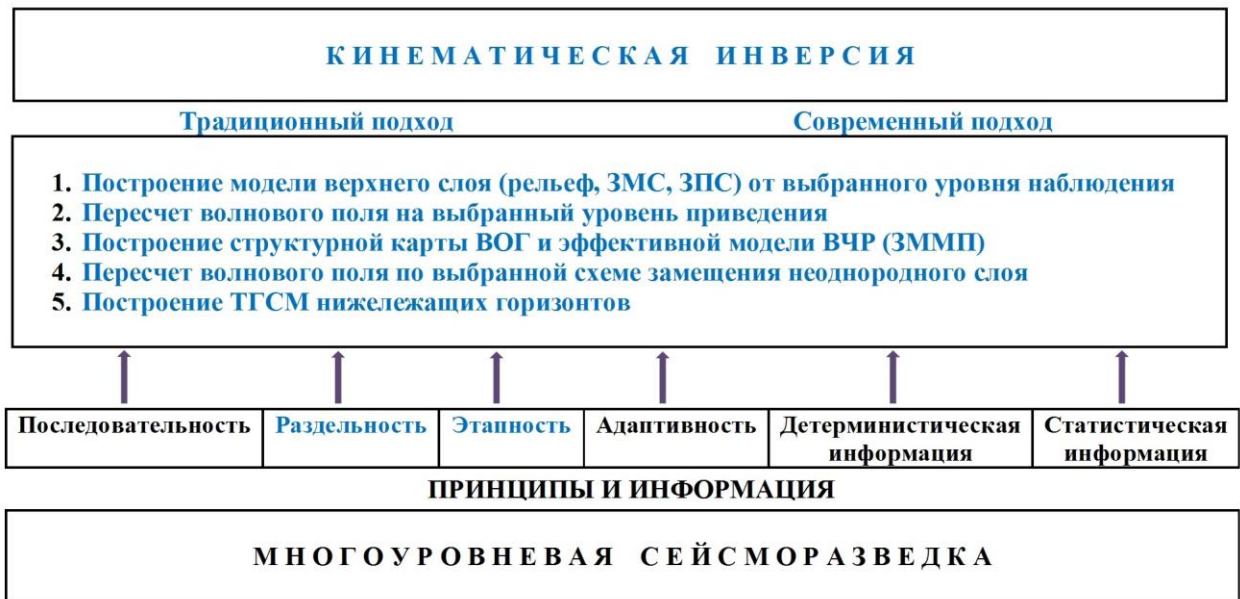 КИНЕМАТИЧЕСКАЯ ИНВЕРСИЯ
Традиционный подход Современный подход
1. Построение модели верхнего слоя (рельеф, ЗМС, ЗПС) от выбранного уровня наблюдения
2. Пересчет волнового поля на выбранный уровень приведения
3. Построение структурной карты ВОГ и эффективной модели ВЧР (ЗММП)
4. Пересчет волнового поля по выбранной схеме замещения неоднородного слоя
5. Построение ТГСМ нижележащих горизонтов
Последовательность Раздельность Этапность Адаптивность Детерминистическая Статистическая
информация информация
ПРИНЦИПЫ И ИНФОРМАЦИЯ
МНОГОУРОВНЕВАЯ СЕЙСМОРАЗВЕДКА